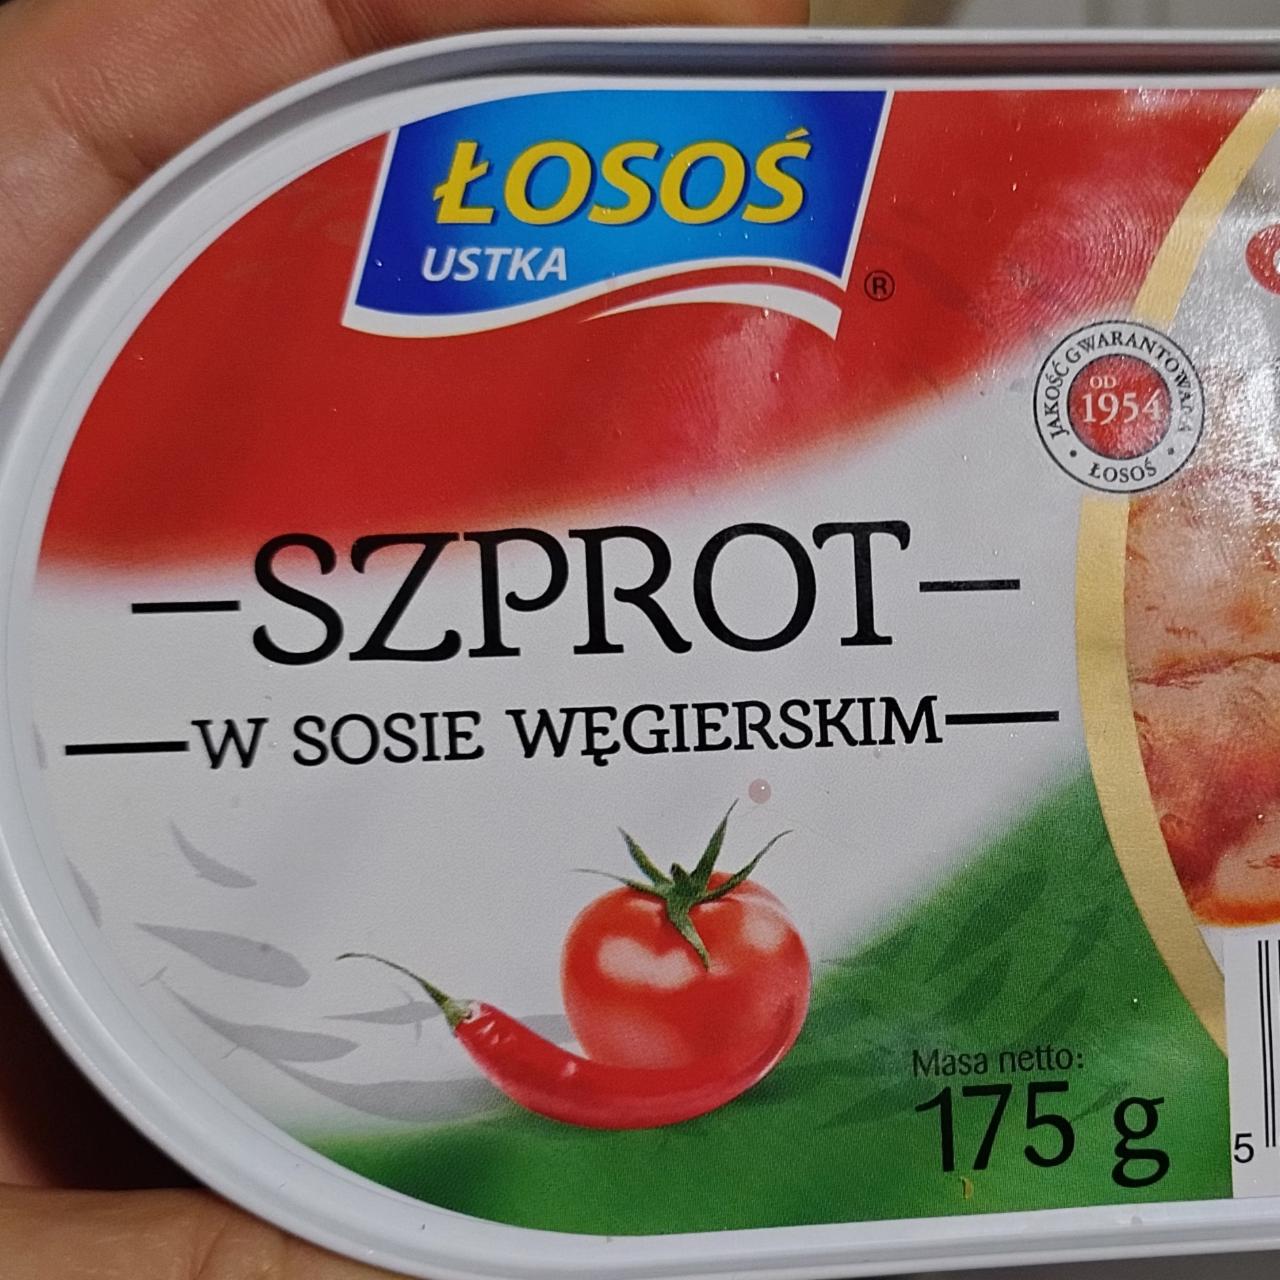 ŁOSOŚ
USTKA
®
JAKOŚĆ GWARANTOWANA
OD
1954
• ŁOSOŚ •
—SZPROT—
—W SOSIE WĘGIERSKIM—
Masa netto:
175 g
5